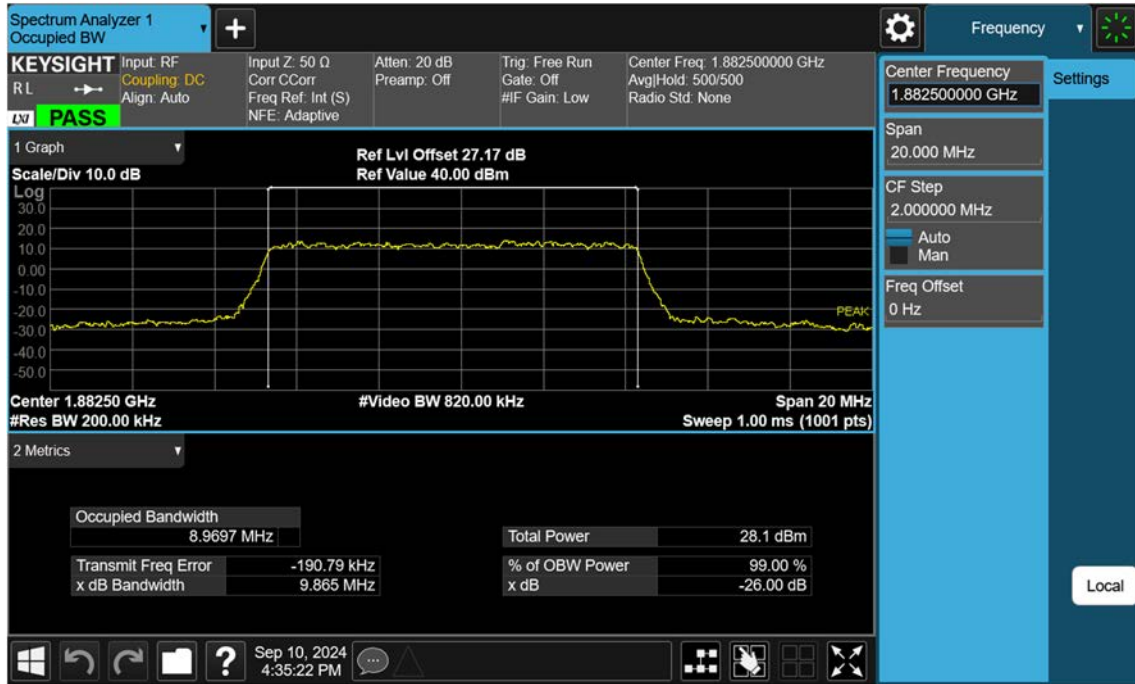 Spectrum Analyzer 1
Occupied BW
+
Frequency
KEYSIGHT
RL
LXI PASS
Input: RF
Coupling: DC
Align: Auto
Input Z: 50 Ω
Corr CCorr
Freq Ref: Int (S)
NFE: Adaptive
Atten: 20 dB
Preamp: Off
Trig: Free Run
Gate: Off
#IF Gain: Low
Center Freq: 1.882500000 GHz
Avg|Hold: 500/500
Radio Std: None
1 Graph
Scale/Div 10.0 dB
Ref Lvl Offset 27.17 dB
Ref Value 40.00 dBm
Log
30.0
20.0
10.0
0.00
-10.0
-20.0
-30.0
-40.0
-50.0
PEAK
Center 1.88250 GHz
#Video BW 820.00 kHz
Span 20 MHz
#Res BW 200.00 kHz
Sweep 1.00 ms (1001 pts)
2 Metrics
Occupied Bandwidth
8.9697 MHz
Total Power 28.1 dBm
Transmit Freq Error -190.79 kHz
% of OBW Power 99.00 %
x dB Bandwidth 9.865 MHz
x dB -26.00 dB
Center Frequency
1.882500000 GHz
Settings
Span
20.000 MHz
CF Step
2.000000 MHz
Auto
Man
Freq Offset
0 Hz
Local
?
Sep 10, 2024
4:35:22 PM